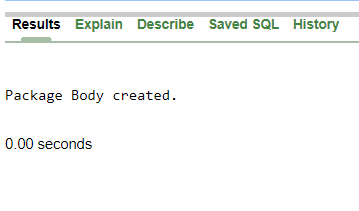 Results Explain Describe Saved SQL History
Package Body created.
0.00 seconds